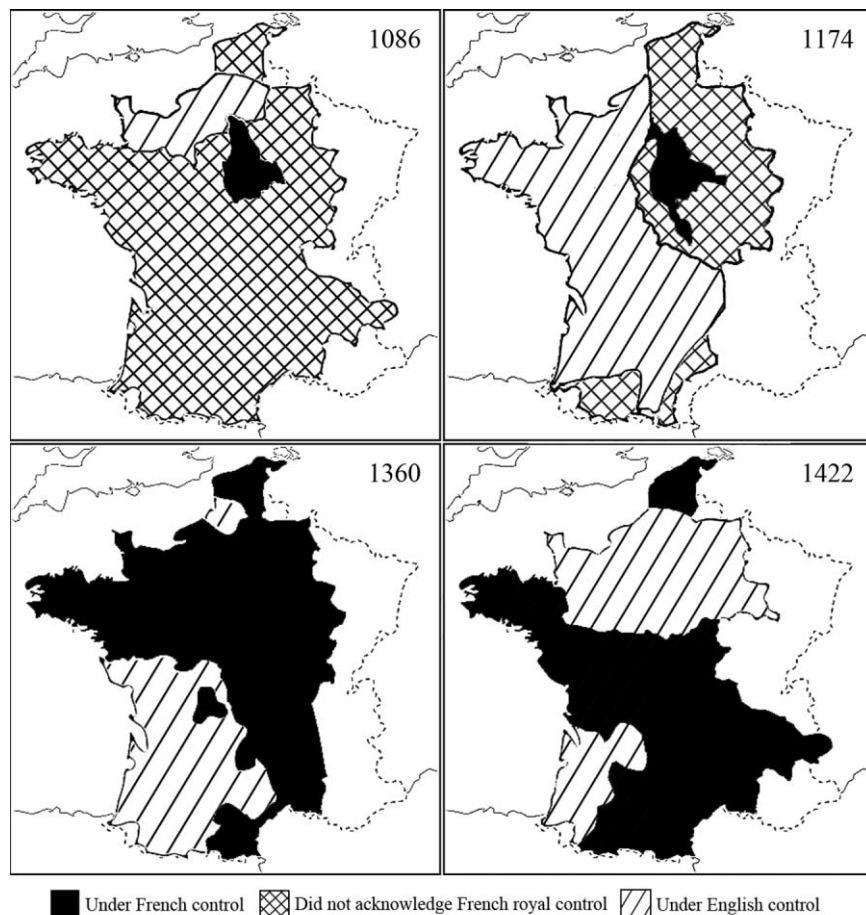 1086
1174
1360
1422
Under French control
Did not acknowledge French royal control
Under English control